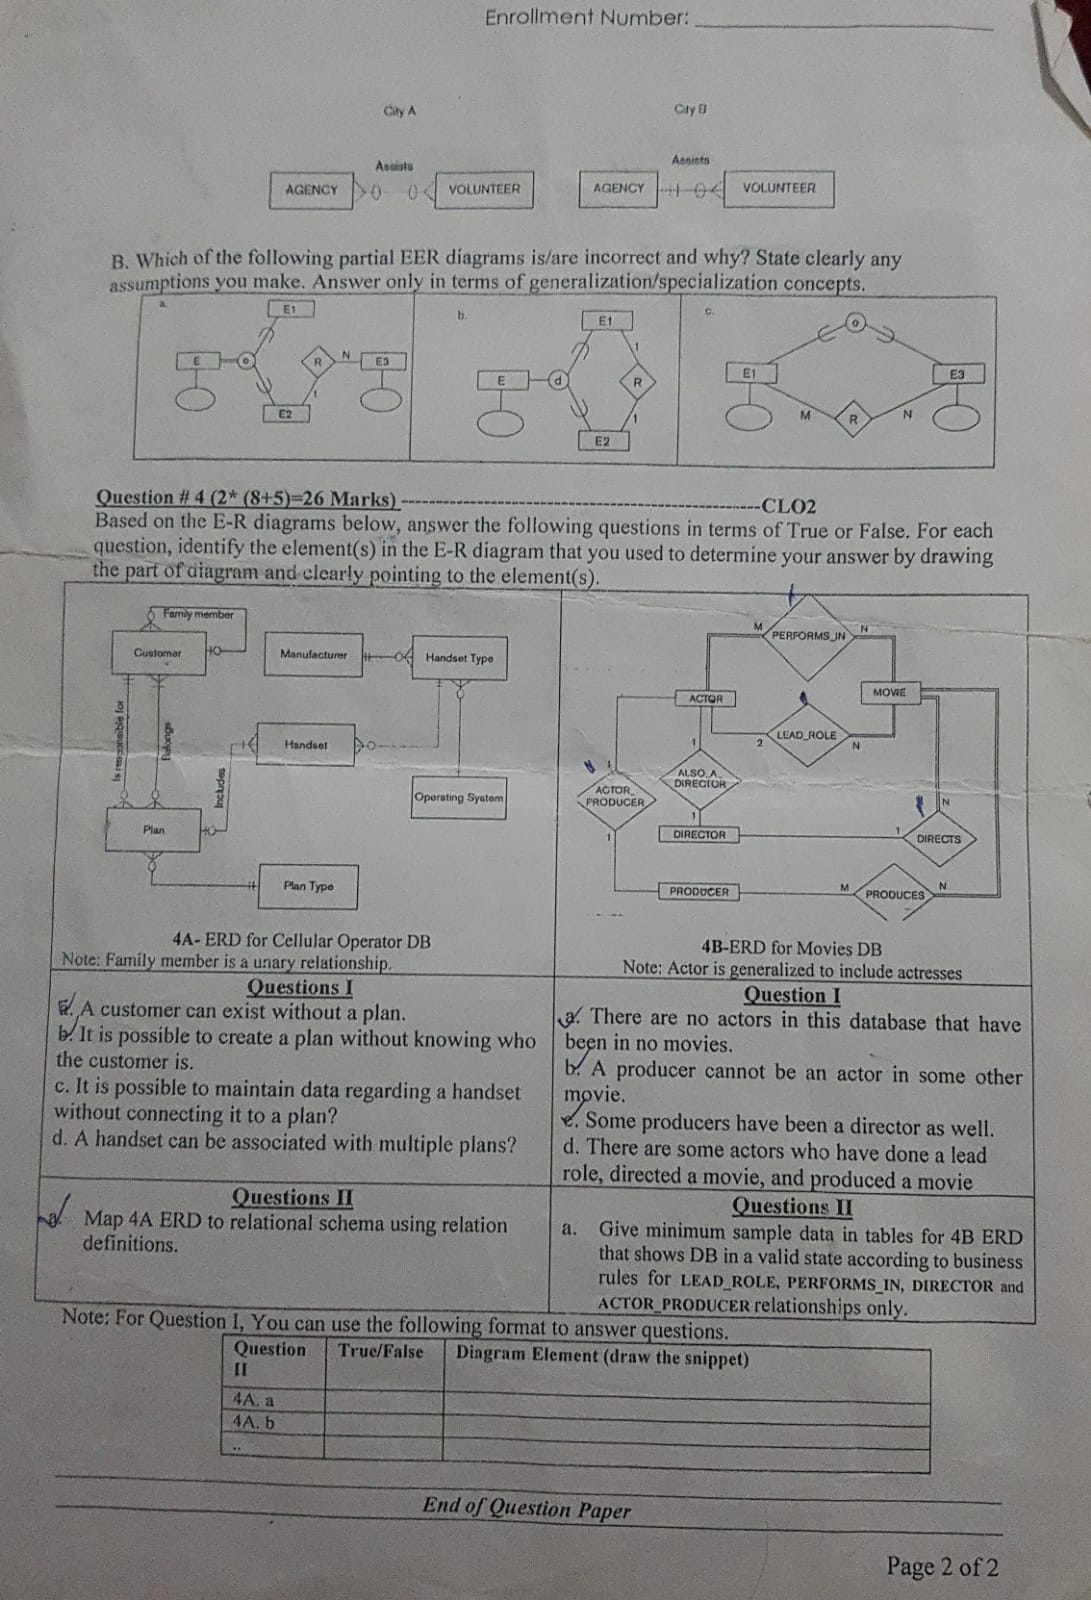 Enrollment Number:
City A
City B
Assists
Assists
AGENCY
VOLUNTEER
AGENCY
VOLUNTEER
B. Which of the following partial EER diagrams is/are incorrect and why? State clearly any
assumptions you make. Answer only in terms of generalization/specialization concepts.
a.
E1
E
o
R
N
E3
1
E2
b.
E1
1
E
d
R
1
E2
c.
o
E1
E3
M
R
N
Question # 4 (2* (8+5)=26 Marks) ---CLO2
Based on the E-R diagrams below, answer the following questions in terms of True or False. For each
question, identify the element(s) in the E-R diagram that you used to determine your answer by drawing
the part of diagram and clearly pointing to the element(s).
Family member
Customer
Manufacturer
Handset Type
Is responsible for
Belongs
Includes
Handset
Operating System
Plan
Plan Type
4A- ERD for Cellular Operator DB
Note: Family member is a unary relationship.
M
PERFORMS_IN
N
ACTOR
MOVIE
2
LEAD_ROLE
N
1
ALSO_A_
DIRECTOR
1
1
ACTOR_
PRODUCER
1
DIRECTOR
1
N
DIRECTS
PRODUCER
M
PRODUCES
N
4B-ERD for Movies DB
Note: Actor is generalized to include actresses
Questions I
a. A customer can exist without a plan.
b. It is possible to create a plan without knowing who
the customer is.
c. It is possible to maintain data regarding a handset
without connecting it to a plan?
d. A handset can be associated with multiple plans?
Question I
a. There are no actors in this database that have
been in no movies.
b. A producer cannot be an actor in some other
movie.
c. Some producers have been a director as well.
d. There are some actors who have done a lead
role, directed a movie, and produced a movie
Questions II
a. Map 4A ERD to relational schema using relation
definitions.
Questions II
a. Give minimum sample data in tables for 4B ERD
that shows DB in a valid state according to business
rules for LEAD_ROLE, PERFORMS_IN, DIRECTOR and
ACTOR_PRODUCER relationships only.
Note: For Question I, You can use the following format to answer questions.
Question
II
True/False
Diagram Element (draw the snippet)
4A. a
4A. b
..
End of Question Paper
Page 2 of 2